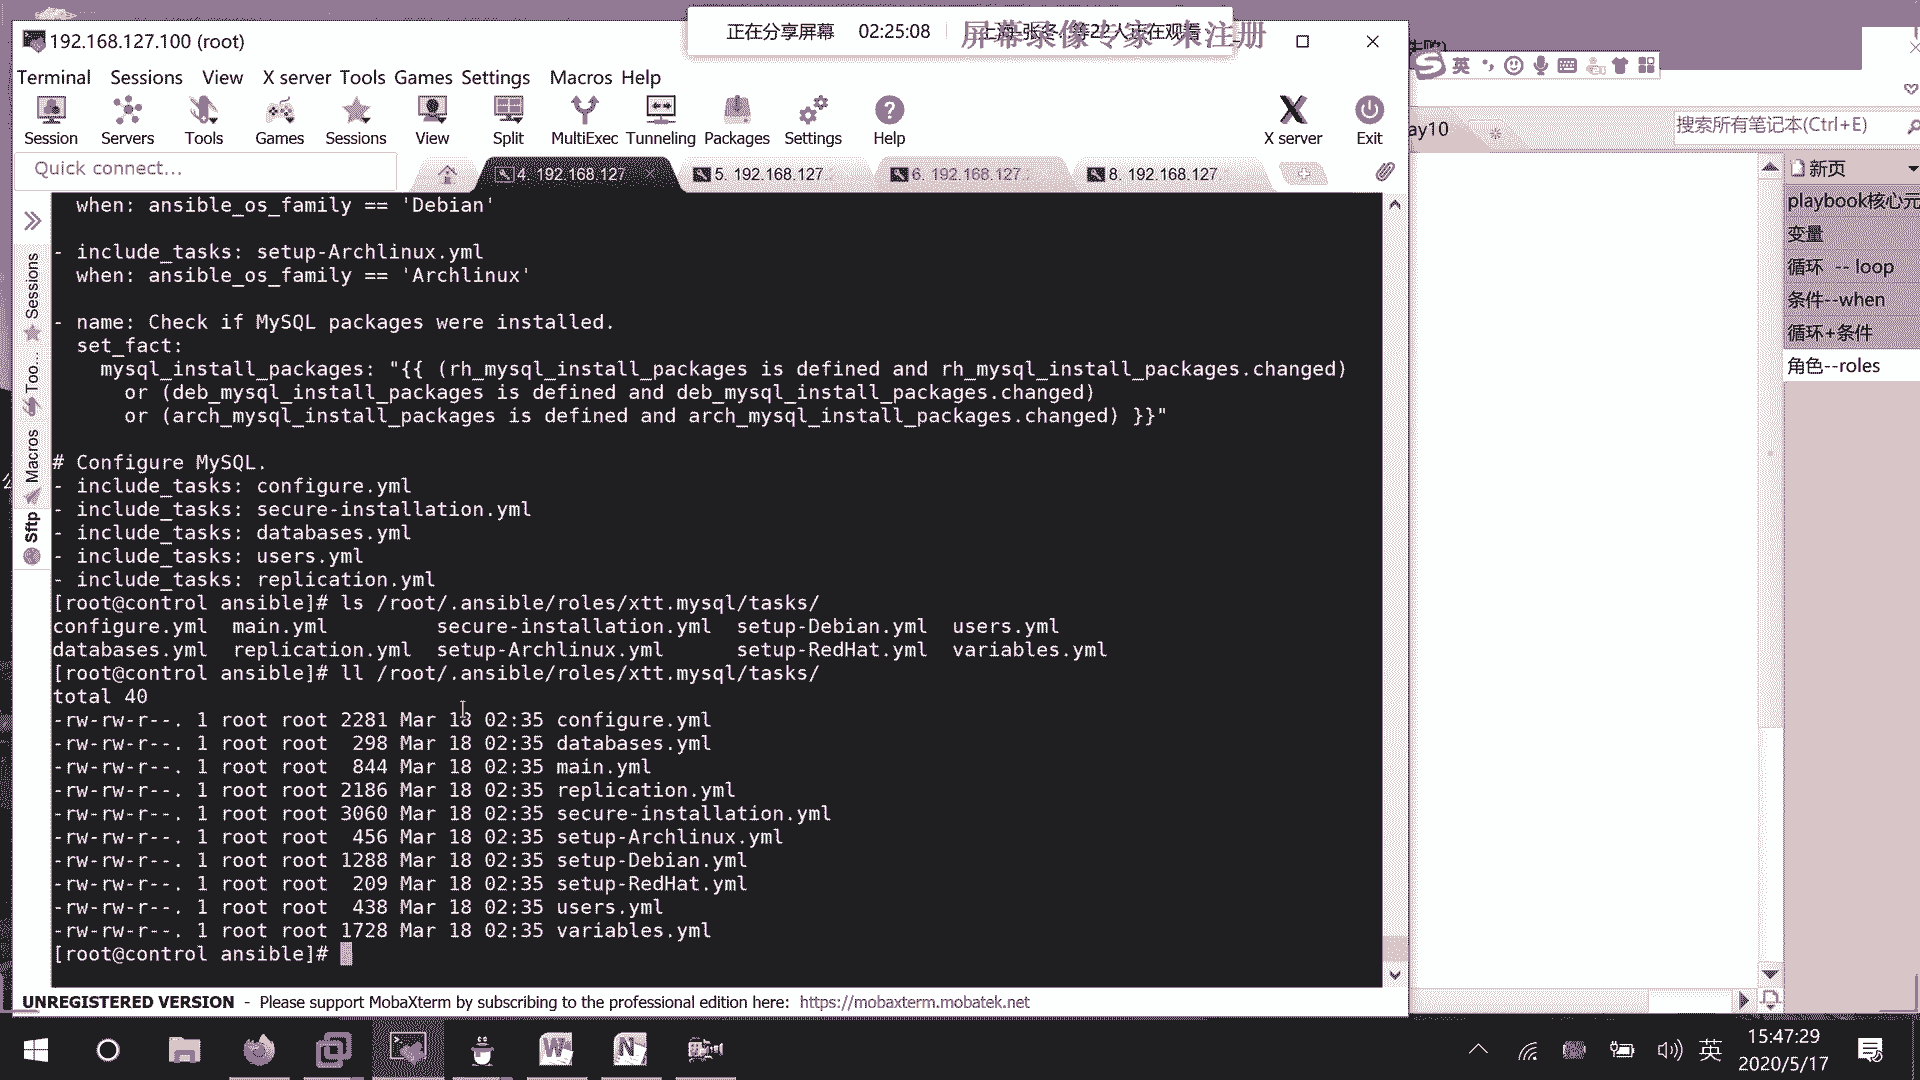 正在分享屏幕 02:25:08
屏幕录像专家 未注册
192.168.127.100 (root)
Terminal Sessions View X server Tools Games Settings Macros Help
英
Session Servers Tools Games Sessions View Split MultiExec Tunneling Packages Settings Help X server Exit
ay10
搜索所有笔记本(Ctrl+E)
Quick connect...
4. 192.168.127
5. 192.168.127.
6. 192.168.127.
8. 192.168.127.
新页
playbook核心元
变量
循环 -- loop
条件--when
循环+条件
角色--roles
Sessions
Too...
Macros
Sftp
  when: ansible_os_family == 'Debian'
- include_tasks: setup-Archlinux.yml
  when: ansible_os_family == 'Archlinux'
- name: Check if MySQL packages were installed.
  set_fact:
    mysql_install_packages: "{{ (rh_mysql_install_packages is defined and rh_mysql_install_packages.changed)
      or (deb_mysql_install_packages is defined and deb_mysql_install_packages.changed)
      or (arch_mysql_install_packages is defined and arch_mysql_install_packages.changed) }}"
# Configure MySQL.
- include_tasks: configure.yml
- include_tasks: secure-installation.yml
- include_tasks: databases.yml
- include_tasks: users.yml
- include_tasks: replication.yml
[root@control ansible]# ls /root/.ansible/roles/xtt.mysql/tasks/
configure.yml  main.yml         secure-installation.yml  setup-Debian.yml  users.yml
databases.yml  replication.yml  setup-Archlinux.yml      setup-RedHat.yml  variables.yml
[root@control ansible]# ll /root/.ansible/roles/xtt.mysql/tasks/
total 40
-rw-rw-r--. 1 root root 2281 Mar 18 02:35 configure.yml
-rw-rw-r--. 1 root root  298 Mar 18 02:35 databases.yml
-rw-rw-r--. 1 root root  844 Mar 18 02:35 main.yml
-rw-rw-r--. 1 root root 2186 Mar 18 02:35 replication.yml
-rw-rw-r--. 1 root root 3060 Mar 18 02:35 secure-installation.yml
-rw-rw-r--. 1 root root  456 Mar 18 02:35 setup-Archlinux.yml
-rw-rw-r--. 1 root root 1288 Mar 18 02:35 setup-Debian.yml
-rw-rw-r--. 1 root root  209 Mar 18 02:35 setup-RedHat.yml
-rw-rw-r--. 1 root root  438 Mar 18 02:35 users.yml
-rw-rw-r--. 1 root root 1728 Mar 18 02:35 variables.yml
[root@control ansible]#
UNREGISTERED VERSION - Please support MobaXterm by subscribing to the professional edition here: https://mobaxterm.mobatek.net
英
15:47:29
2020/5/17